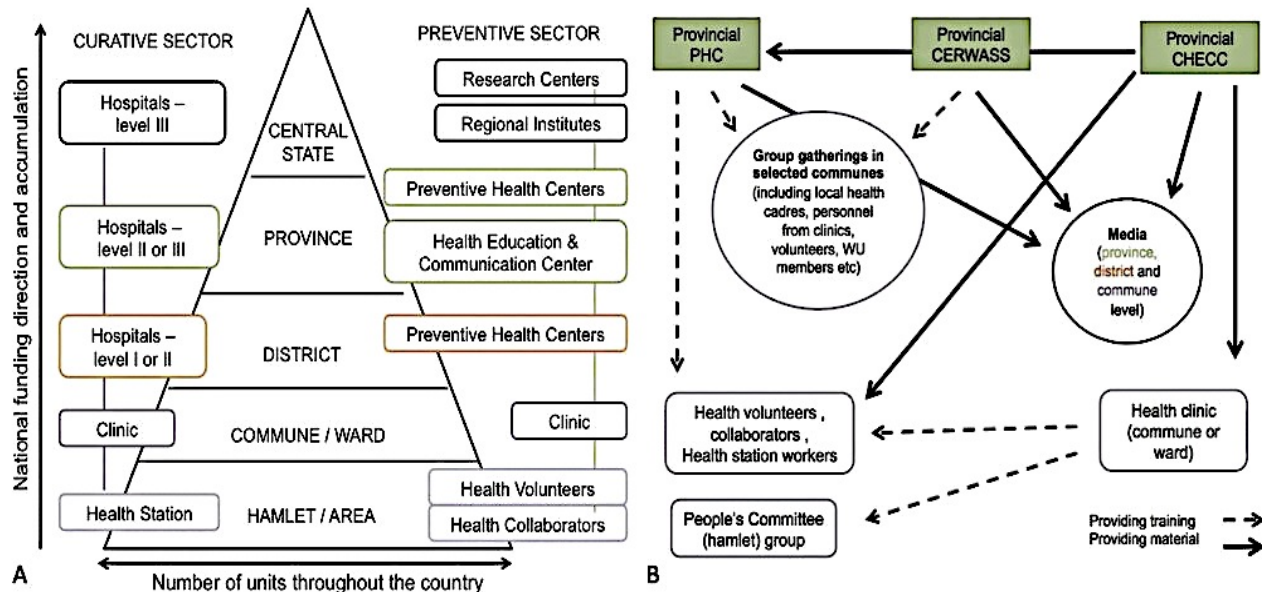 National funding direction and accumulation
CURATIVE SECTOR
Hospitals –
level III
Hospitals –
level II or III
Hospitals –
level I or II
Clinic
Health Station
CENTRAL
STATE
PROVINCE
DISTRICT
COMMUNE / WARD
HAMLET / AREA
PREVENTIVE SECTOR
Research Centers
Regional Institutes
Preventive Health Centers
Health Education &
Communication Center
Preventive Health Centers
Clinic
Health Volunteers
Health Collaborators
A
Number of units throughout the country
Provincial
PHC
Provincial
CERWASS
Provincial
CHECC
Group gatherings in
selected communes
(including local health
cadres, personnel
from clinics,
volunteers, WU
members etc)
Media
(province,
district and
commune
level)
Health volunteers ,
collaborators ,
Health station workers
Health clinic
(commune or
ward)
People's Committee
(hamlet) group
Providing training
Providing material
B